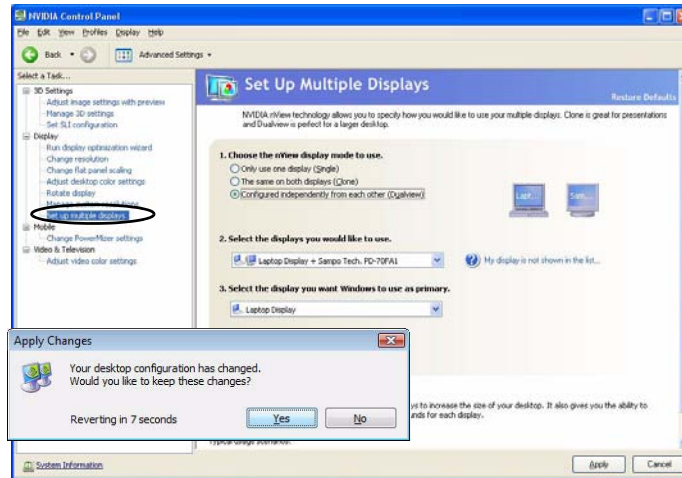 NVIDIA Control Panel
File Edit View Profiles Display Help
Back Advanced Settings
Select a Task...
3D Settings
Adjust image settings with preview
Manage 3D settings
Set SLI configuration
Display
Run display optimization wizard
Change resolution
Change flat panel scaling
Adjust desktop color settings
Rotate display
Manage custom resolutions
Set up multiple displays
Mobile
Change PowerMizer settings
Video & Television
Adjust video color settings
System Information
Set Up Multiple Displays
Restore Defaults
NVIDIA nView technology allows you to specify how you would like to use your multiple displays. Clone is great for presentations
and Dualview is perfect for a larger desktop.
1. Choose the nView display mode to use.
Only use one display (Single)
The same on both displays (Clone)
Configured independently from each other (Dualview)
Lapt... Sam...
2. Select the displays you would like to use.
Laptop Display + Sampo Tech. PD-70FA1
My display is not shown in the list...
3. Select the display you want Windows to use as primary.
Laptop Display
Apply Changes
Your desktop configuration has changed.
Would you like to keep these changes?
Reverting in 7 seconds
Yes No
ys to increase the size of your desktop. It also gives you the ability to
unds for each display.
Typical usage scenarios:
Apply Cancel